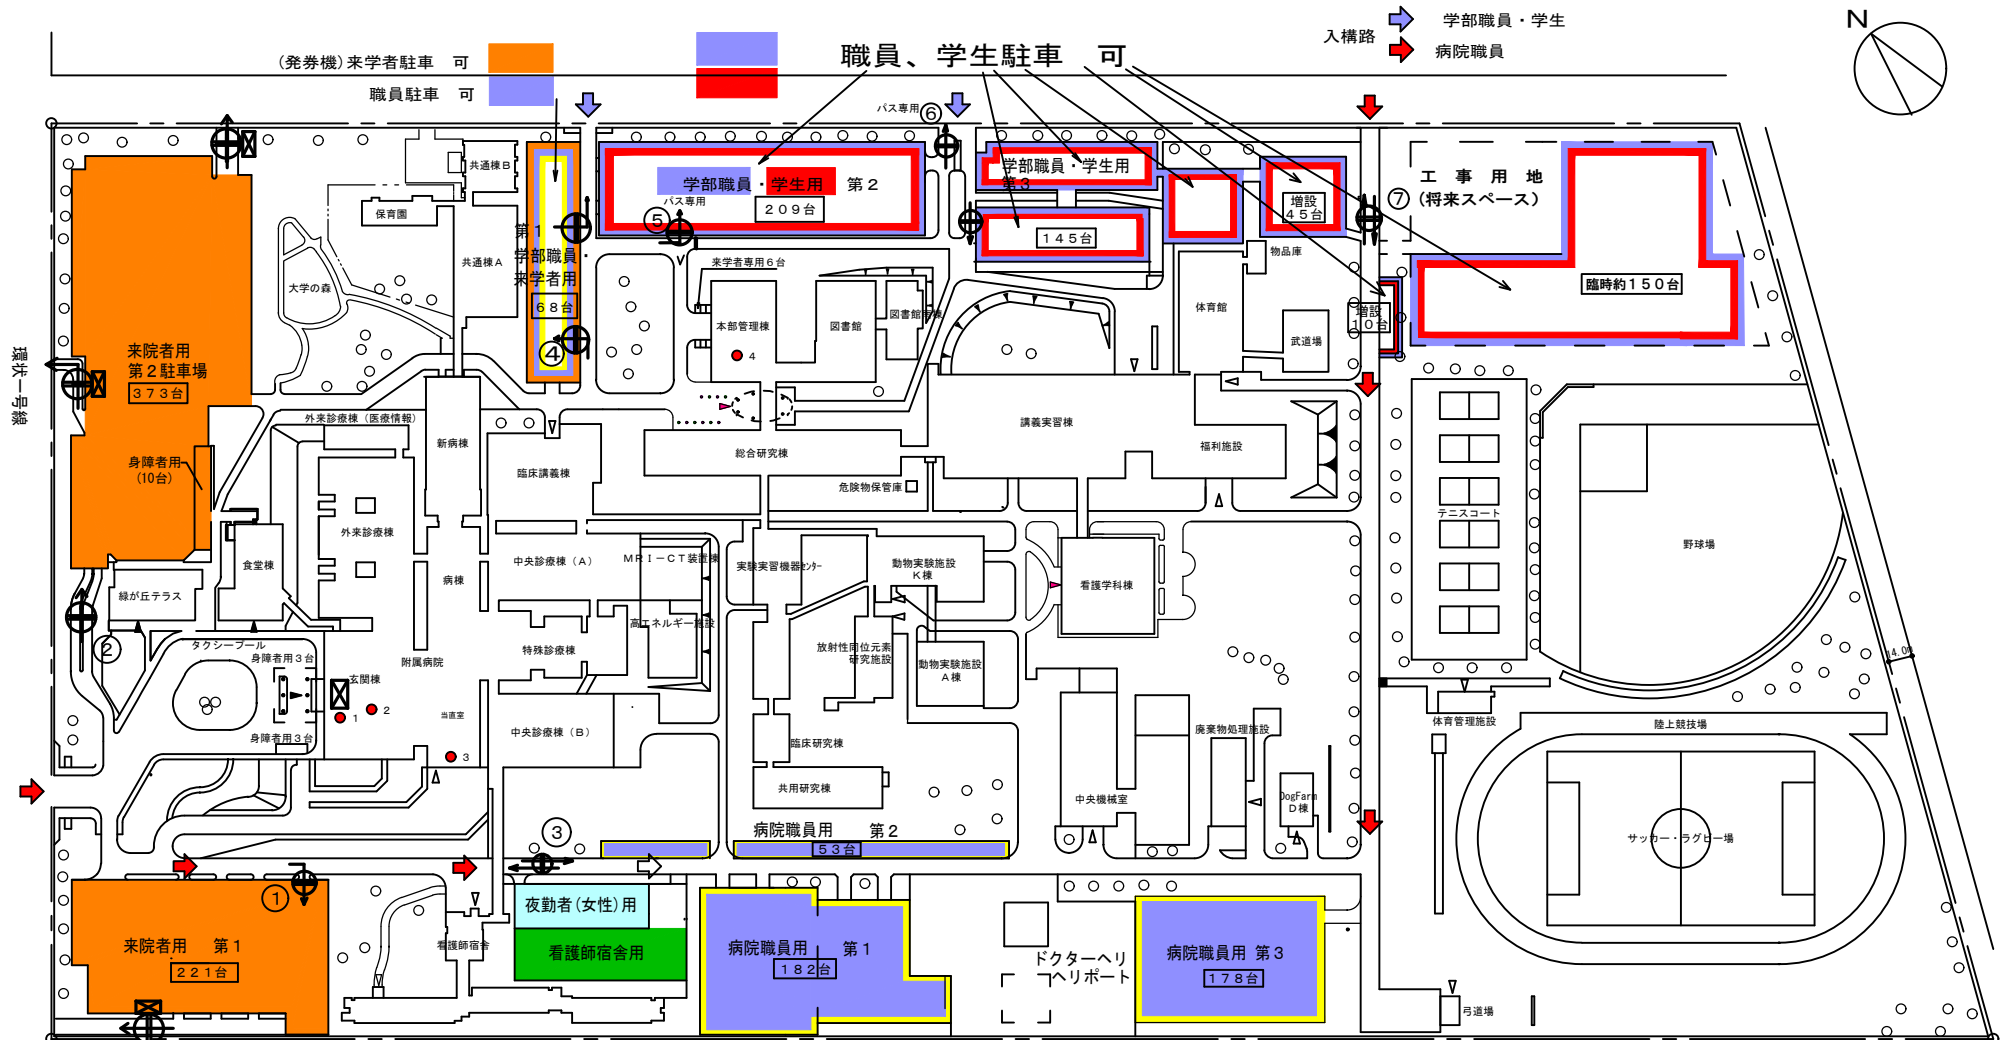 (発券機)来学者駐車　可
職員駐車　可
職員、学生駐車　可
入構路
学部職員・学生
病院職員
N
バス専用
⑥
共通棟B
保育園
共通棟A
大学の森
第１
学部職員・
来学者用
６８台
④
学部職員・学生用　第２
２０９台
バス専用
⑤
学部職員・学生用
第３
１４５台
増設
４５台
⑦
工　事　用　地
(将来スペース)
臨時約１５０台
増設
１０台
物品庫
体育館
武道場
来学者専用６台
本部管理棟
4
図書館
環状一号線
来院者用
第２駐車場
３７３台
身障者用
(10台)
外来診療棟（医療情報）
新病棟
臨床講義棟
総合研究棟
危険物保管庫
講義実習棟
福利施設
テニスコート
野球場
外来診療棟
食堂棟
緑が丘テラス
病棟
中央診療棟（A）
ＭＲＩ－ＣＴ装置棟
高エネルギー施設
特殊診療棟
実験実習機器センター
動物実験施設
K棟
看護学科棟
放射性同位元素
研究施設
動物実験施設
A棟
②
タクシープール
身障者用３台
玄関棟
附属病院
1
2
身障者用３台
当直室
3
中央診療棟（B）
臨床研究棟
共用研究棟
廃棄物処理施設
中央機械室
DogFarm
D棟
体育管理施設
陸上競技場
サッカー・ラグビー場
14.00
③
病院職員用　　第２
５３台
①
来院者用　第１
２２１台
看護師宿舎
夜勤者(女性)用
看護師宿舎用
病院職員用　　第１
１８２台
ドクターヘリ
ヘリポート
病院職員用 第３
１７８台
弓道場